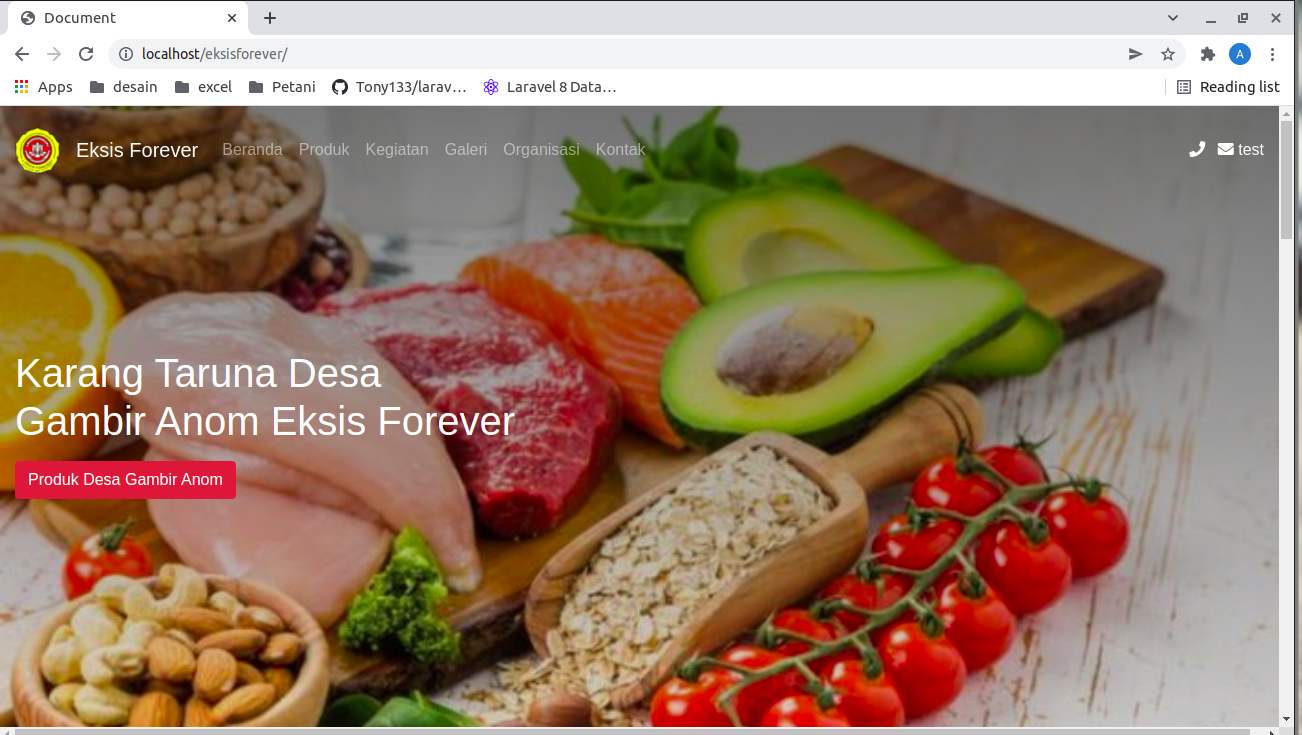 Document
localhost/eksisforever/
A
Apps
desain
excel
Petani
Tony133/larav...
Laravel 8 Data...
Reading list
Eksis Forever
Beranda
Produk
Kegiatan
Galeri
Organisasi
Kontak
test
Karang Taruna Desa
Gambir Anom Eksis Forever
Produk Desa Gambir Anom